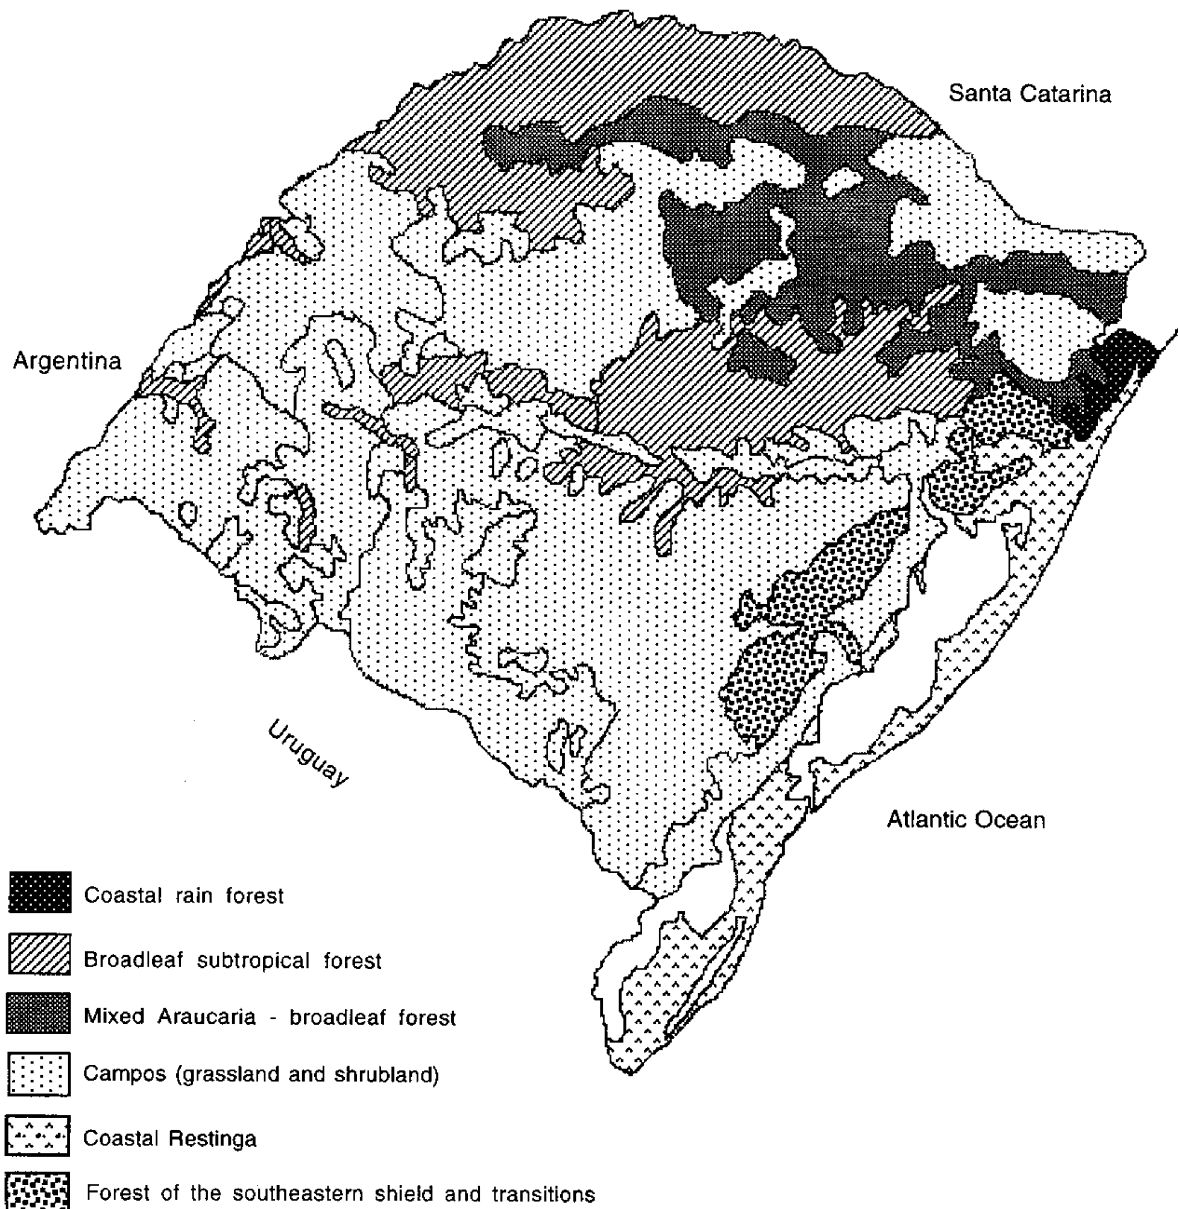 Santa Catarina
Argentina
Uruguay
Atlantic Ocean
Coastal rain forest
Broadleaf subtropical forest
Mixed Araucaria - broadleaf forest
Campos (grassland and shrubland)
Coastal Restinga
Forest of the southeastern shield and transitions